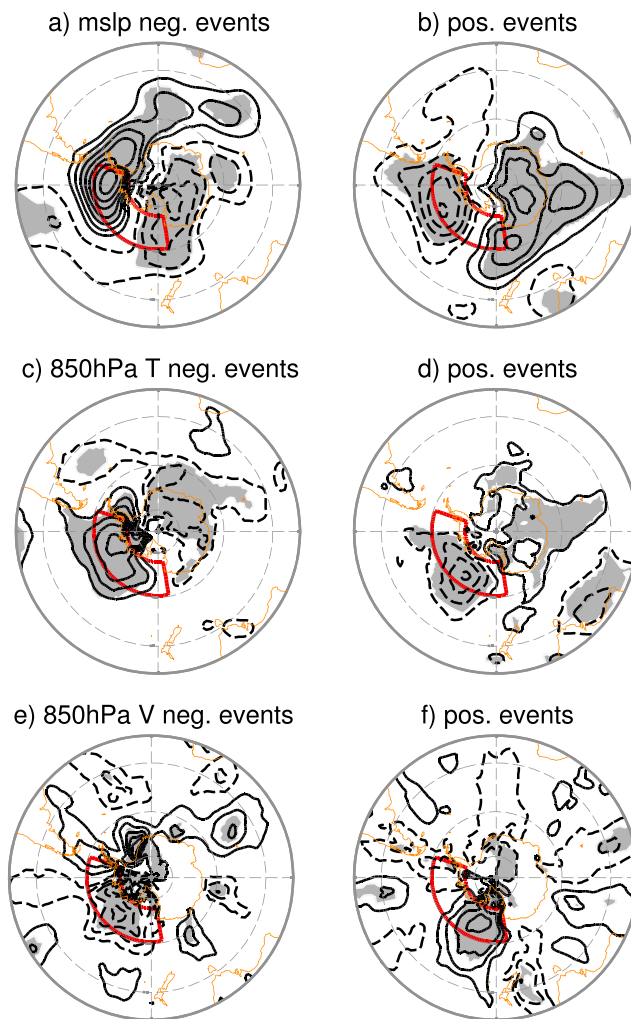 a) mslp neg. events
b) pos. events
c) 850hPa T neg. events
d) pos. events
e) 850hPa V neg. events
f) pos. events